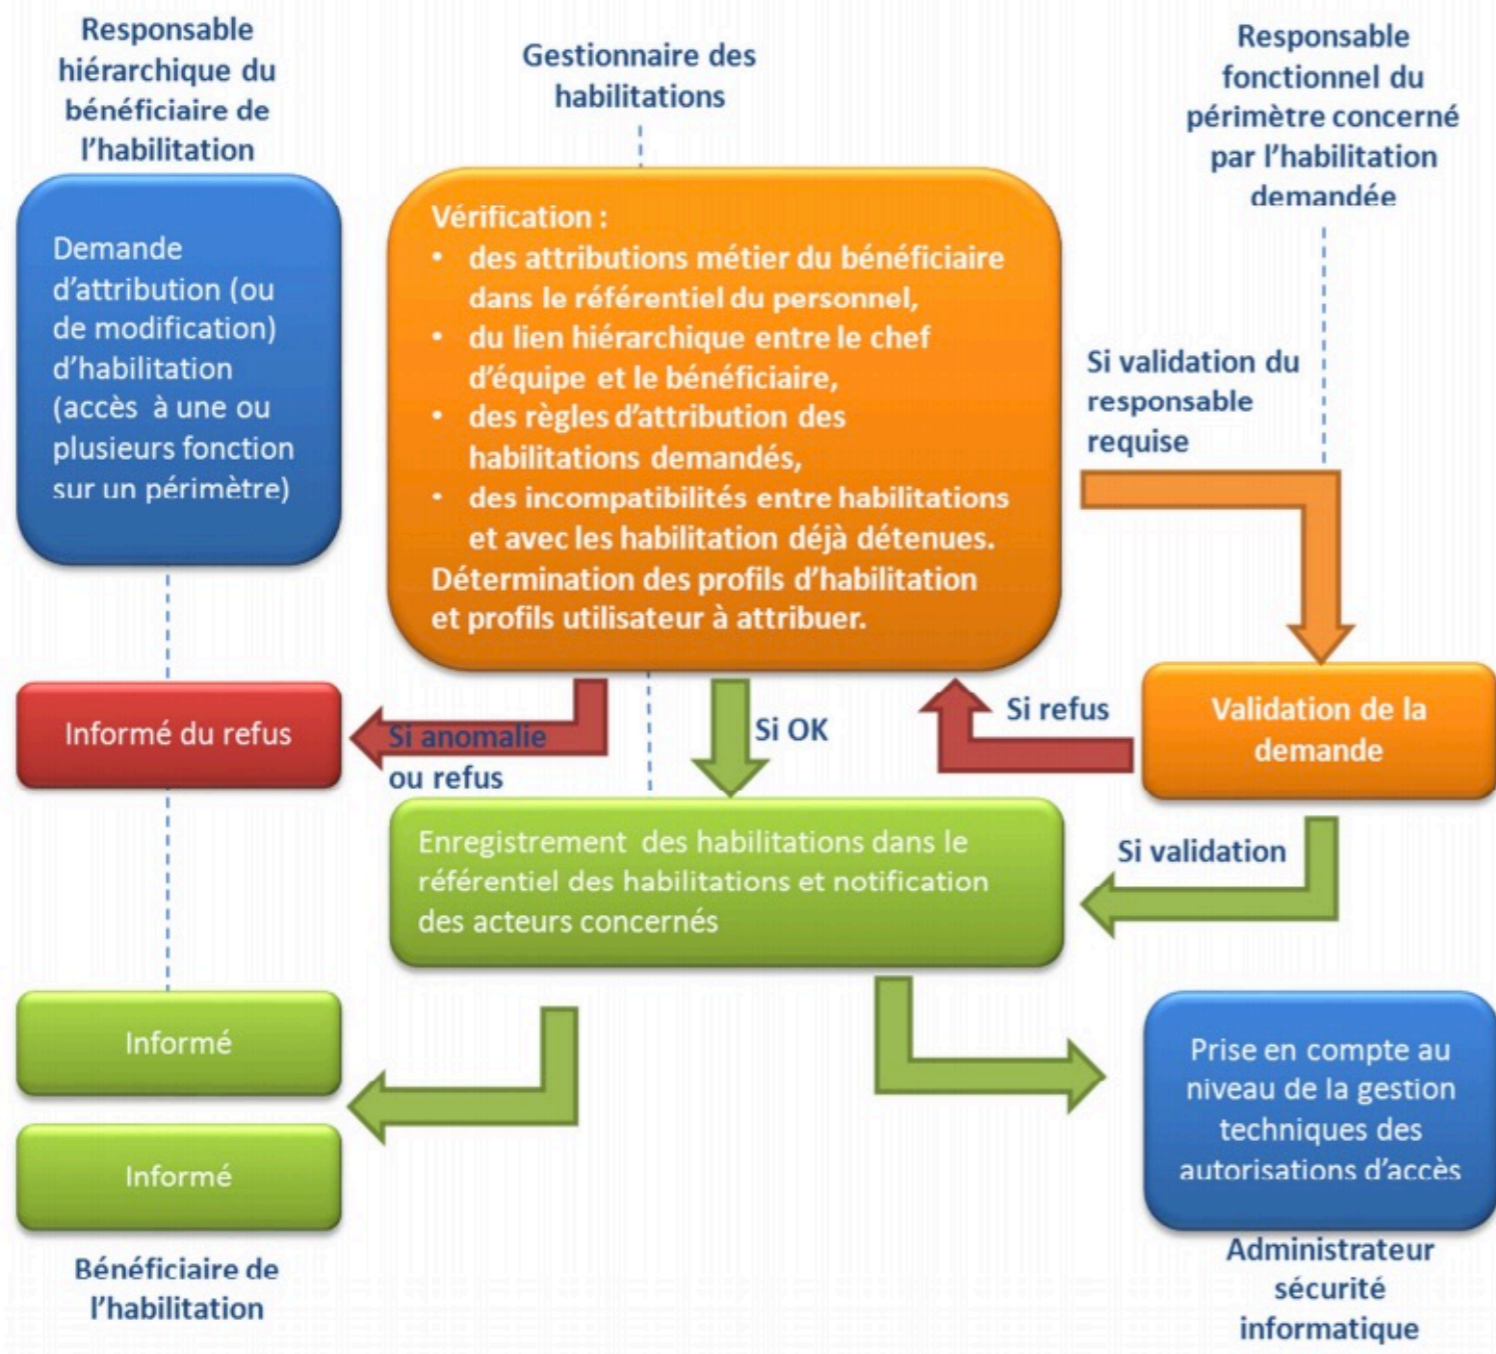 Responsable
hiérarchique du
bénéficiaire de
l'habilitation
Gestionnaire des
habilitations
Responsable
fonctionnel du
périmètre concerné
par l'habilitation
demandée
Demande
d'attribution (ou
de modification)
d'habilitation
(accès à une ou
plusieurs fonction
sur un périmètre)
Vérification :
• des attributions métier du bénéficiaire
dans le référentiel du personnel,
• du lien hiérarchique entre le chef
d'équipe et le bénéficiaire,
• des règles d'attribution des
habilitations demandés,
• des incompatibilités entre habilitations
et avec les habilitation déjà détenues.
Détermination des profils d'habilitation
et profils utilisateur à attribuer.
Si validation du
responsable
requise
Informé du refus
Si anomalie
ou refus
Si OK
Si refus
Validation de la
demande
Enregistrement des habilitations dans le
référentiel des habilitations et notification
des acteurs concernés
Si validation
Informé
Informé
Bénéficiaire de
l'habilitation
Prise en compte au
niveau de la gestion
techniques des
autorisations d'accès
Administrateur
sécurité
informatique